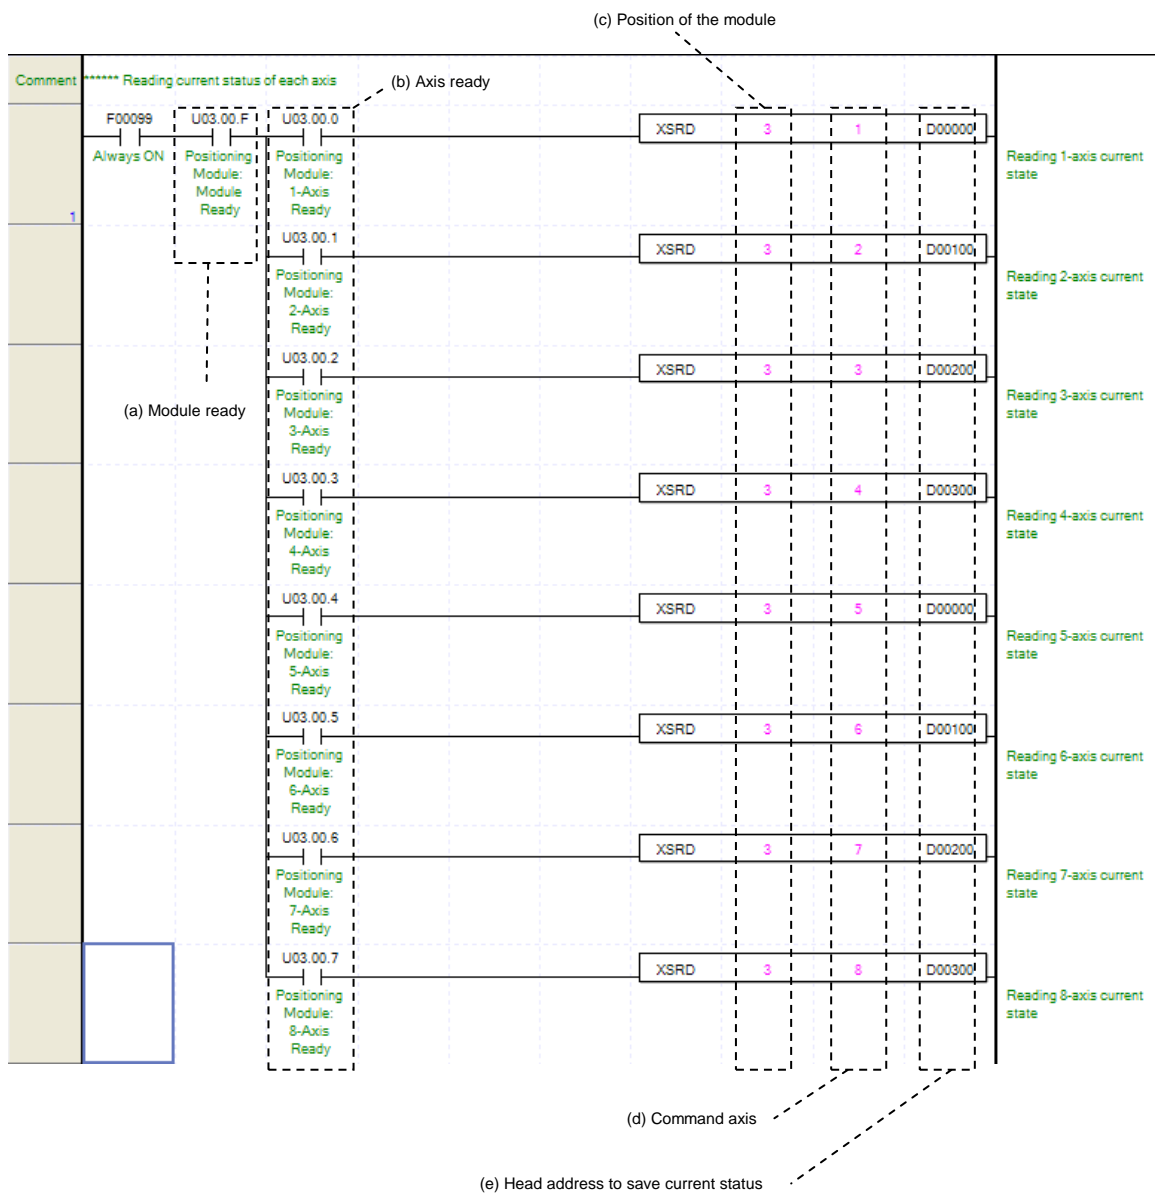 (c) Position of the module
Comment ****** Reading current status of each axis
(b) Axis ready
F00099 U03.00.F U03.00.0
XSRD 3 1 D00000
Always ON Positioning Positioning Reading 1-axis current
Module: Module: state
Module 1-Axis
Ready Ready
1
U03.00.1
XSRD 3 2 D00100
Positioning Reading 2-axis current
Module: state
2-Axis
Ready
U03.00.2
XSRD 3 3 D00200
Positioning Reading 3-axis current
(a) Module ready Module: state
3-Axis
Ready
U03.00.3
XSRD 3 4 D00300
Positioning Reading 4-axis current
Module: state
4-Axis
Ready
U03.00.4
XSRD 3 5 D00000
Positioning Reading 5-axis current
Module: state
5-Axis
Ready
U03.00.5
XSRD 3 6 D00100
Positioning Reading 6-axis current
Module: state
6-Axis
Ready
U03.00.6
XSRD 3 7 D00200
Positioning Reading 7-axis current
Module: state
7-Axis
Ready
U03.00.7
XSRD 3 8 D00300
Positioning Reading 8-axis current
Module: state
8-Axis
Ready
(d) Command axis
(e) Head address to save current status